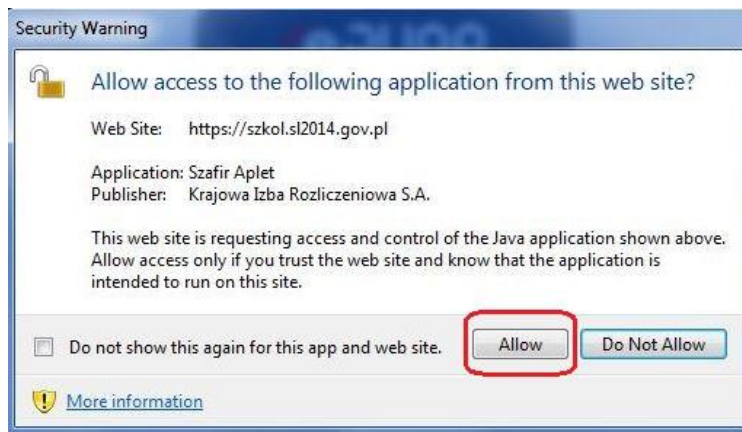 Security Warning
Allow access to the following application from this web site?
Web Site: https://szkol.sl2014.gov.pl
Application: Szafir Aplet
Publisher: Krajowa Izba Rozliczeniowa S.A.
This web site is requesting access and control of the Java application shown above.
Allow access only if you trust the web site and know that the application is
intended to run on this site.
Do not show this again for this app and web site.
Allow
Do Not Allow
More information